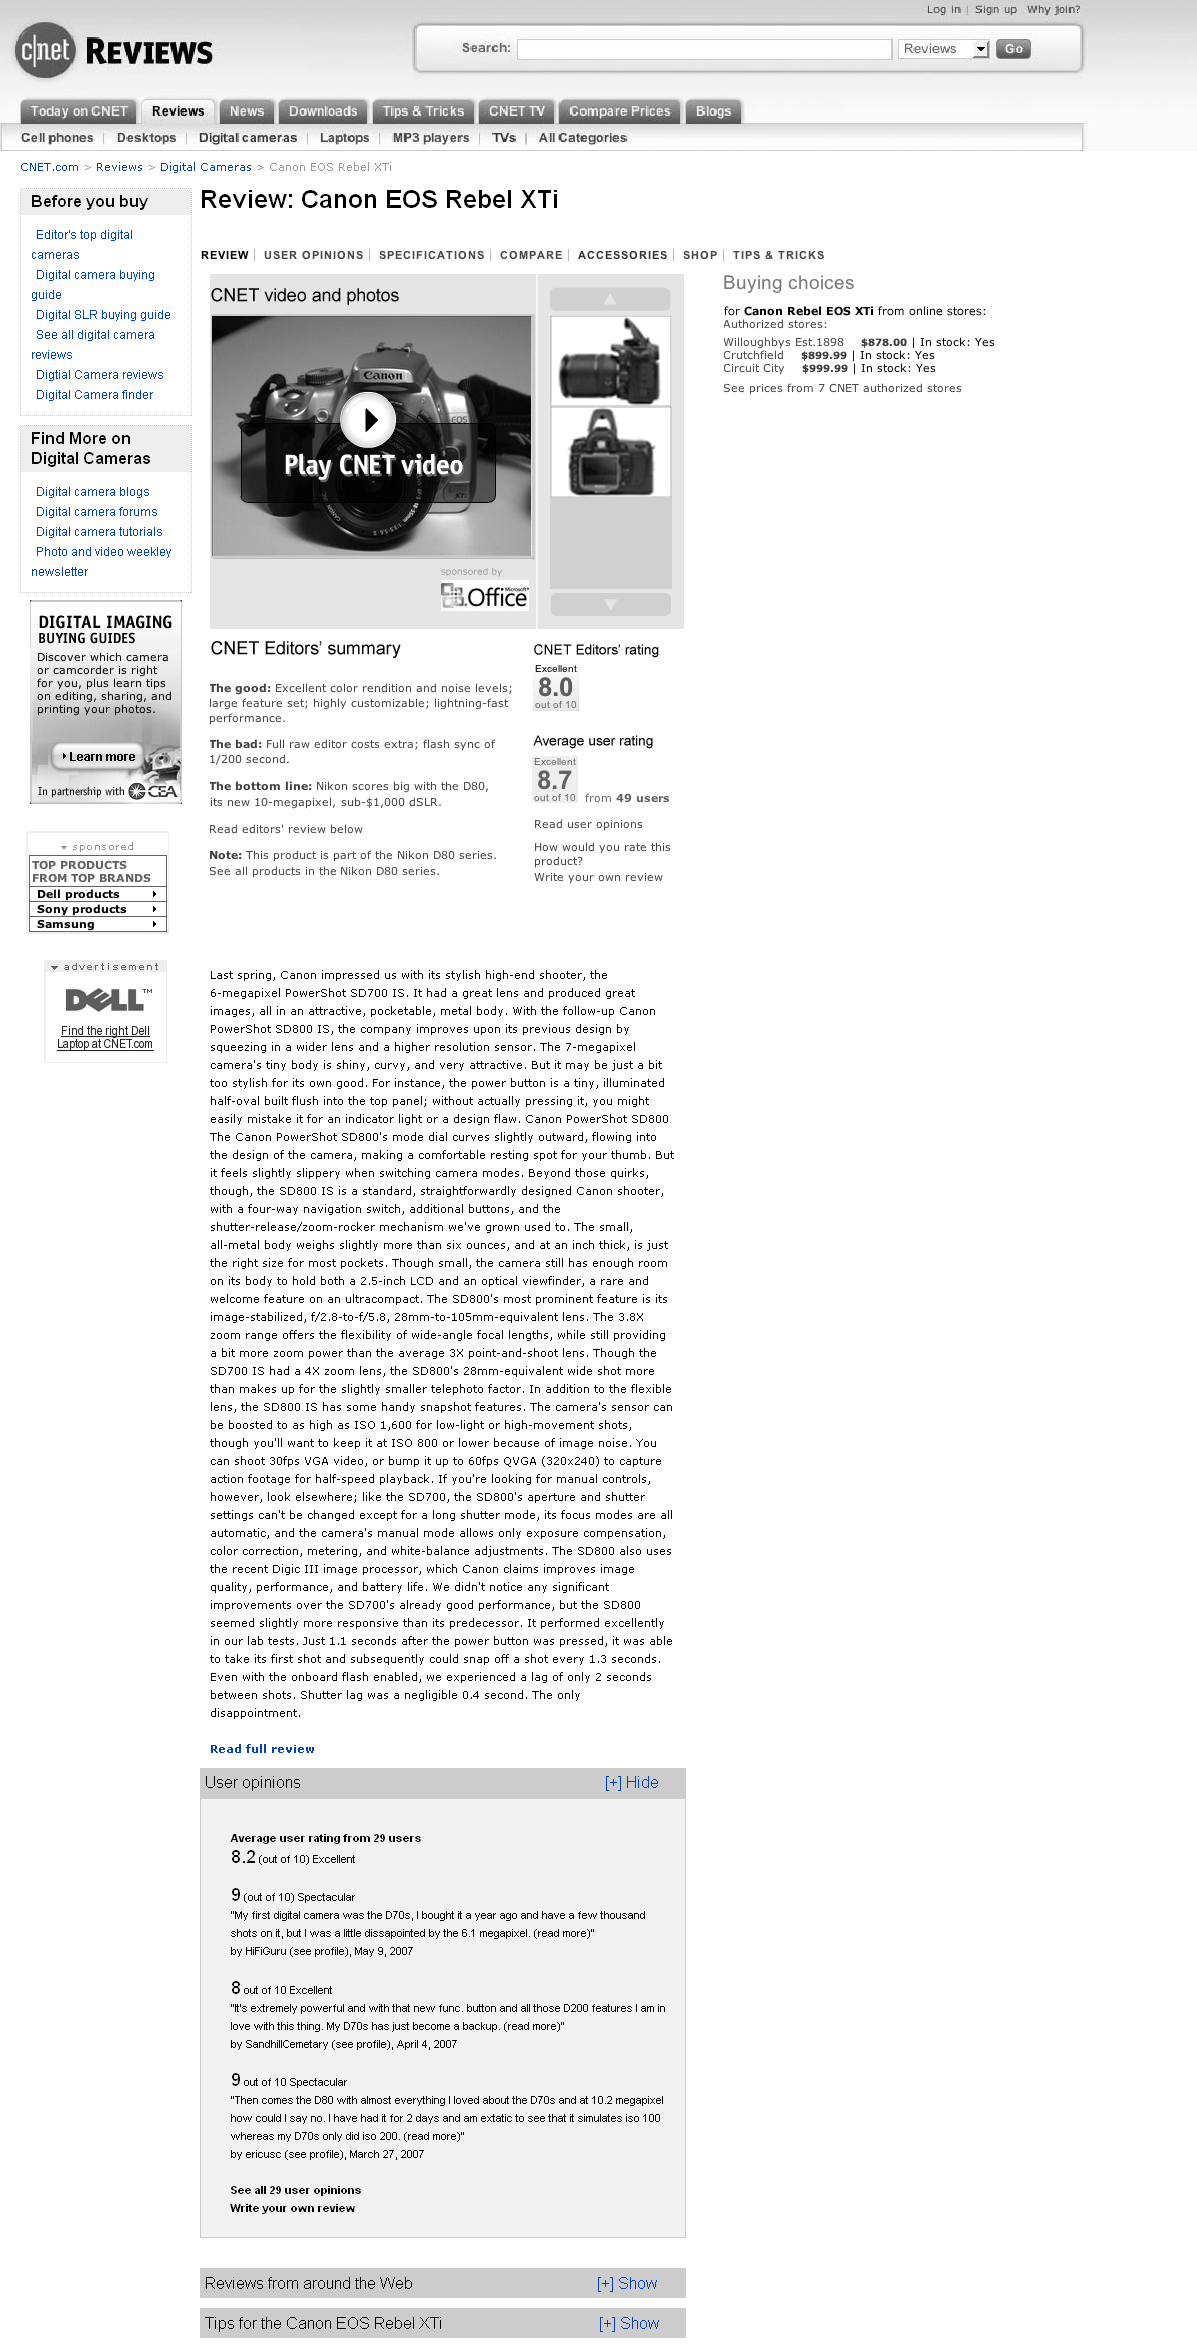 Log in | Sign up Why join?
c|net REVIEWS
Search: Reviews Go
Today on CNET Reviews News Downloads Tips & Tricks CNET TV Compare Prices Blogs
Cell phones | Desktops | Digital cameras | Laptops | MP3 players | TVs | All Categories
CNET.com > Reviews > Digital Cameras > Canon EOS Rebel XTi
Before you buy
Editor's top digital
cameras
Digital camera buying
guide
Digital SLR buying guide
See all digital camera
reviews
Digtial Camera reviews
Digital Camera finder
Find More on
Digital Cameras
Digital camera blogs
Digital camera forums
Digital camera tutorials
Photo and video weekley
newsletter
DIGITAL IMAGING
BUYING GUIDES
Discover which camera
or camcorder is right
for you, plus learn tips
on editing, sharing, and
printing your photos.
Learn more
In partnership with CEA
sponsored
TOP PRODUCTS
FROM TOP BRANDS
Dell products
Sony products
Samsung
advertisement
DELL™
Find the right Dell
Laptop at CNET.com
Review: Canon EOS Rebel XTi
REVIEW | USER OPINIONS | SPECIFICATIONS | COMPARE | ACCESSORIES | SHOP | TIPS & TRICKS
CNET video and photos
Canon
EOS
Play CNET video
XTi
sponsored by
Microsoft®
Office
Buying choices
for Canon Rebel EOS XTi from online stores:
Authorized stores:
Willoughbys Est.1898 $878.00 | In stock: Yes
Crutchfield $899.99 | In stock: Yes
Circuit City $999.99 | In stock: Yes
See prices from 7 CNET authorized stores
CNET Editors' summary
The good: Excellent color rendition and noise levels;
large feature set; highly customizable; lightning-fast
performance.
The bad: Full raw editor costs extra; flash sync of
1/200 second.
The bottom line: Nikon scores big with the D80,
its new 10-megapixel, sub-$1,000 dSLR.
Read editors' review below
Note: This product is part of the Nikon D80 series.
See all products in the Nikon D80 series.
CNET Editors' rating
Excellent
8.0
out of 10
Average user rating
Excellent
8.7
out of 10 from 49 users
Read user opinions
How would you rate this
product?
Write your own review
Last spring, Canon impressed us with its stylish high-end shooter, the
6-megapixel PowerShot SD700 IS. It had a great lens and produced great
images, all in an attractive, pocketable, metal body. With the follow-up Canon
PowerShot SD800 IS, the company improves upon its previous design by
squeezing in a wider lens and a higher resolution sensor. The 7-megapixel
camera's tiny body is shiny, curvy, and very attractive. But it may be just a bit
too stylish for its own good. For instance, the power button is a tiny, illuminated
half-oval built flush into the top panel; without actually pressing it, you might
easily mistake it for an indicator light or a design flaw. Canon PowerShot SD800
The Canon PowerShot SD800's mode dial curves slightly outward, flowing into
the design of the camera, making a comfortable resting spot for your thumb. But
it feels slightly slippery when switching camera modes. Beyond those quirks,
though, the SD800 IS is a standard, straightforwardly designed Canon shooter,
with a four-way navigation switch, additional buttons, and the
shutter-release/zoom-rocker mechanism we've grown used to. The small,
all-metal body weighs slightly more than six ounces, and at an inch thick, is just
the right size for most pockets. Though small, the camera still has enough room
on its body to hold both a 2.5-inch LCD and an optical viewfinder, a rare and
welcome feature on an ultracompact. The SD800's most prominent feature is its
image-stabilized, f/2.8-to-f/5.8, 28mm-to-105mm-equivalent lens. The 3.8X
zoom range offers the flexibility of wide-angle focal lengths, while still providing
a bit more zoom power than the average 3X point-and-shoot lens. Though the
SD700 IS had a 4X zoom lens, the SD800's 28mm-equivalent wide shot more
than makes up for the slightly smaller telephoto factor. In addition to the flexible
lens, the SD800 IS has some handy snapshot features. The camera's sensor can
be boosted to as high as ISO 1,600 for low-light or high-movement shots,
though you'll want to keep it at ISO 800 or lower because of image noise. You
can shoot 30fps VGA video, or bump it up to 60fps QVGA (320x240) to capture
action footage for half-speed playback. If you're looking for manual controls,
however, look elsewhere; like the SD700, the SD800's aperture and shutter
settings can't be changed except for a long shutter mode, its focus modes are all
automatic, and the camera's manual mode allows only exposure compensation,
color correction, metering, and white-balance adjustments. The SD800 also uses
the recent Digic III image processor, which Canon claims improves image
quality, performance, and battery life. We didn't notice any significant
improvements over the SD700's already good performance, but the SD800
seemed slightly more responsive than its predecessor. It performed excellently
in our lab tests. Just 1.1 seconds after the power button was pressed, it was able
to take its first shot and subsequently could snap off a shot every 1.3 seconds.
Even with the onboard flash enabled, we experienced a lag of only 2 seconds
between shots. Shutter lag was a negligible 0.4 second. The only
disappointment.
Read full review
User opinions [+] Hide
Average user rating from 29 users
8.2 (out of 10) Excellent
9 (out of 10) Spectacular
"My first digital camera was the D70s, I bought it a year ago and have a few thousand
shots on it, but I was a little dissapointed by the 6.1 megapixel. (read more)"
by HiFiGuru (see profile), May 9, 2007
8 out of 10 Excellent
"It's extremely powerful and with that new func. button and all those D200 features I am in
love with this thing. My D70s has just become a backup. (read more)"
by SandhillCemetary (see profile), April 4, 2007
9 out of 10 Spectacular
"Then comes the D80 with almost everything I loved about the D70s and at 10.2 megapixel
how could I say no. I have had it for 2 days and am extatic to see that it simulates iso 100
whereas my D70s only did iso 200. (read more)"
by ericusc (see profile), March 27, 2007
See all 29 user opinions
Write your own review
Reviews from around the Web [+] Show
Tips for the Canon EOS Rebel XTi [+] Show